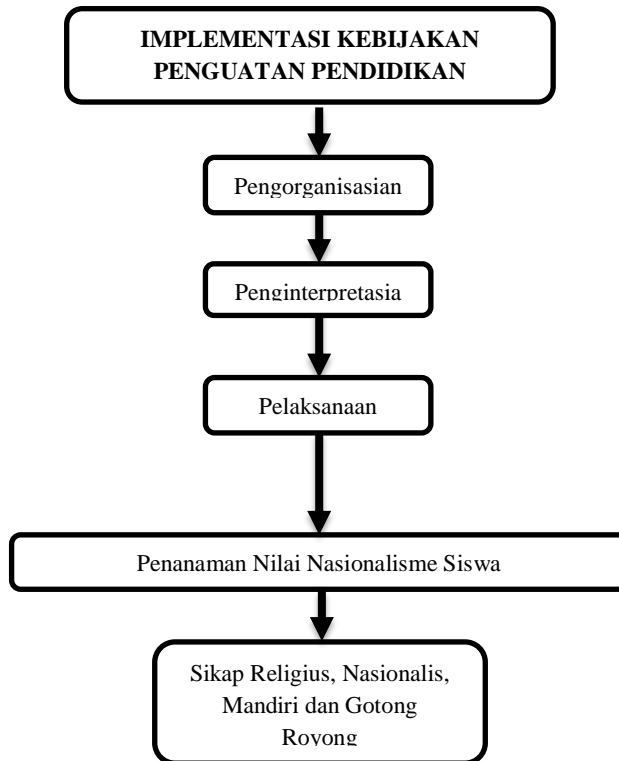 IMPLEMENTASI KEBIJAKAN
PENGUATAN PENDIDIKAN
Pengorganisasian
Penginterpretasia
Pelaksanaan
Penanaman Nilai Nasionalisme Siswa
Sikap Religius, Nasionalis,
Mandiri dan Gotong
Royong